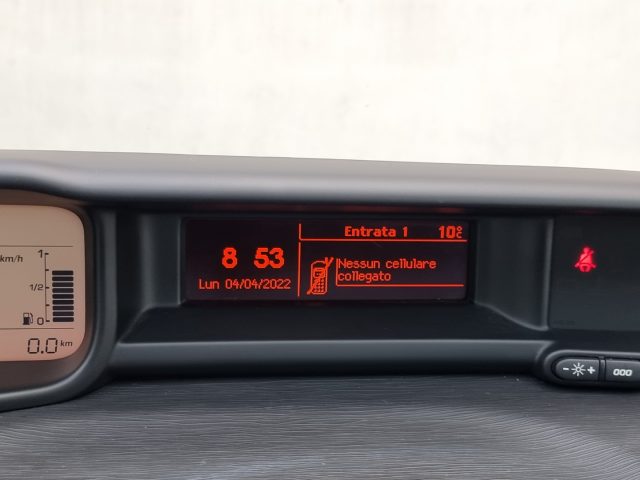 Entrata 1 10°C
8 53
Nessun cellulare
collegato
Lun 04/04/2022
km/h
1
1/2
0
0.0 km
- +
000